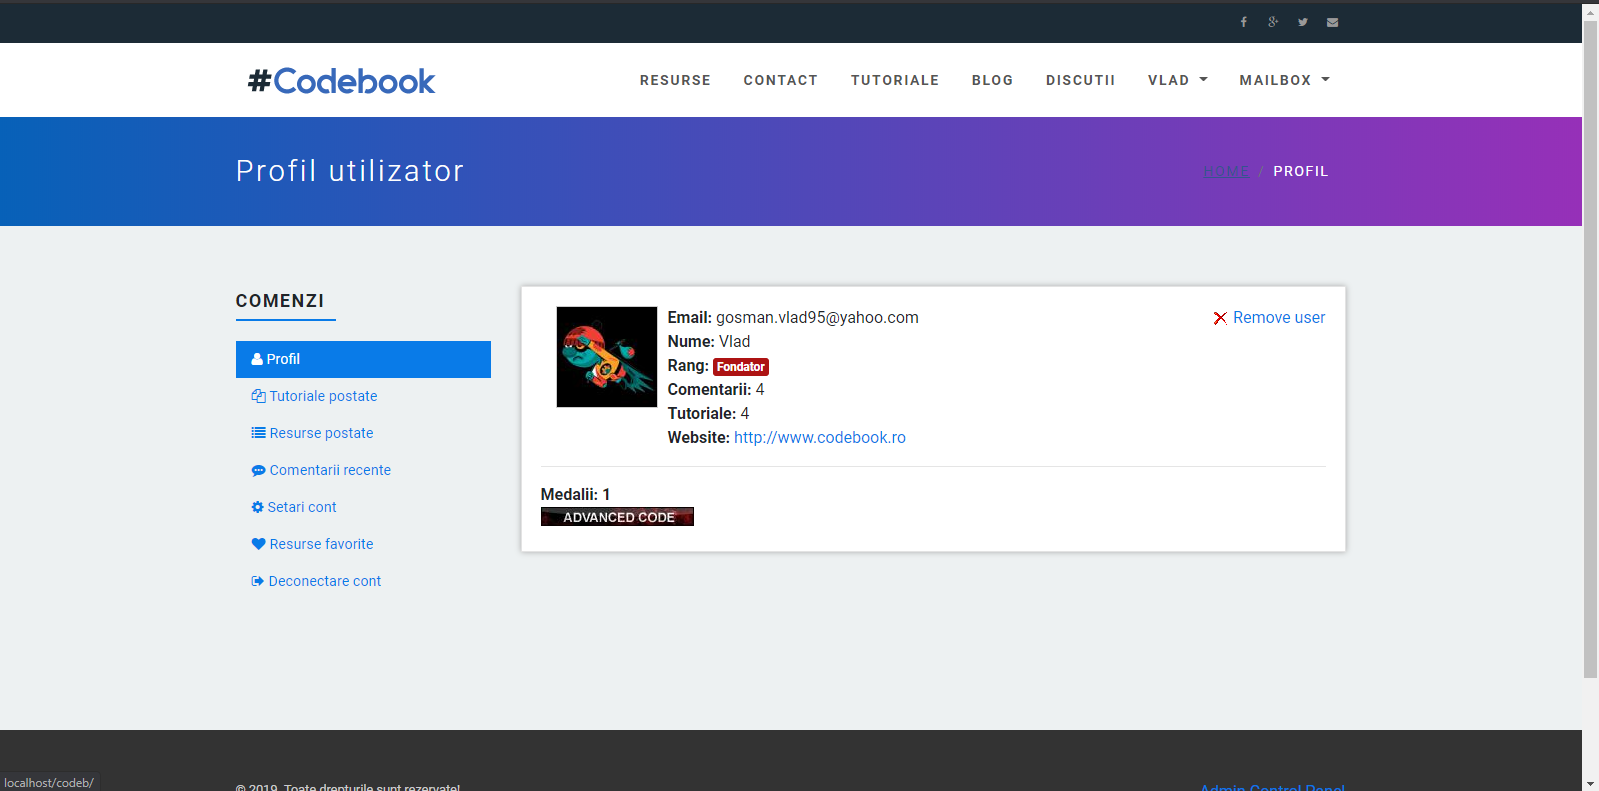 #Codebook
RESURSE CONTACT TUTORIALE BLOG DISCUTII VLAD MAILBOX
Profil utilizator
HOME / PROFIL
COMENZI
Profil
Tutoriale postate
Resurse postate
Comentarii recente
Setari cont
Resurse favorite
Deconectare cont
Email: gosman.vlad95@yahoo.com
Remove user
Nume: Vlad
Rang: Fondator
Comentarii: 4
Tutoriale: 4
Website: http://www.codebook.ro
Medalii: 1
ADVANCED CODE
© 2019. Toate drepturile sunt rezervate!
Admin Control Panel
localhost/codeb/